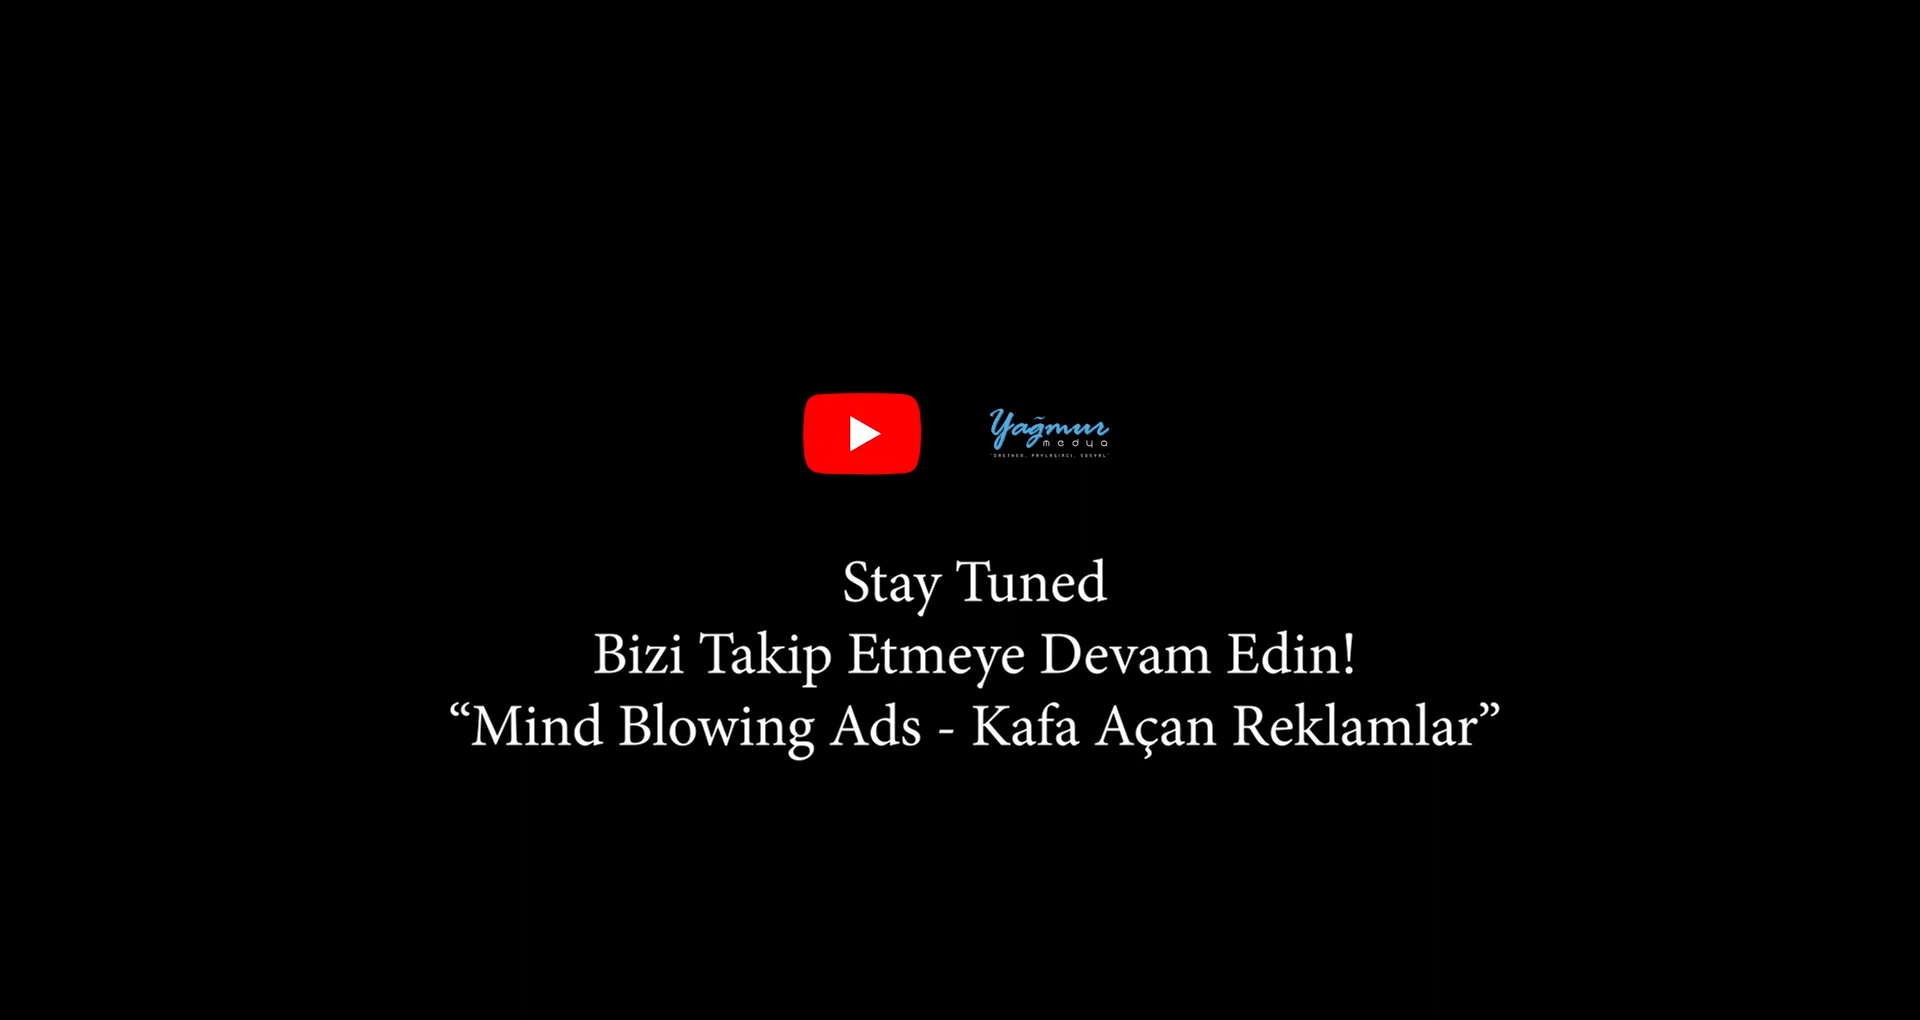 Yağmur
medya
Stay Tuned
Bizi Takip Etmeye Devam Edin!
“Mind Blowing Ads - Kafa Açan Reklamlar”